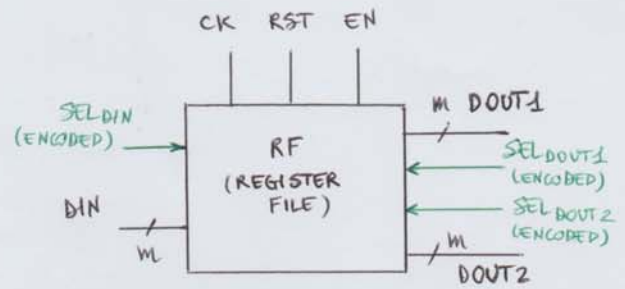 CK RST EN
SEL DIN
(ENCODED)
DIN
m
RF
(REGISTER
FILE)
m DOUT1
SEL DOUT1
(ENCODED)
SEL DOUT2
(ENCODED)
m
DOUT2